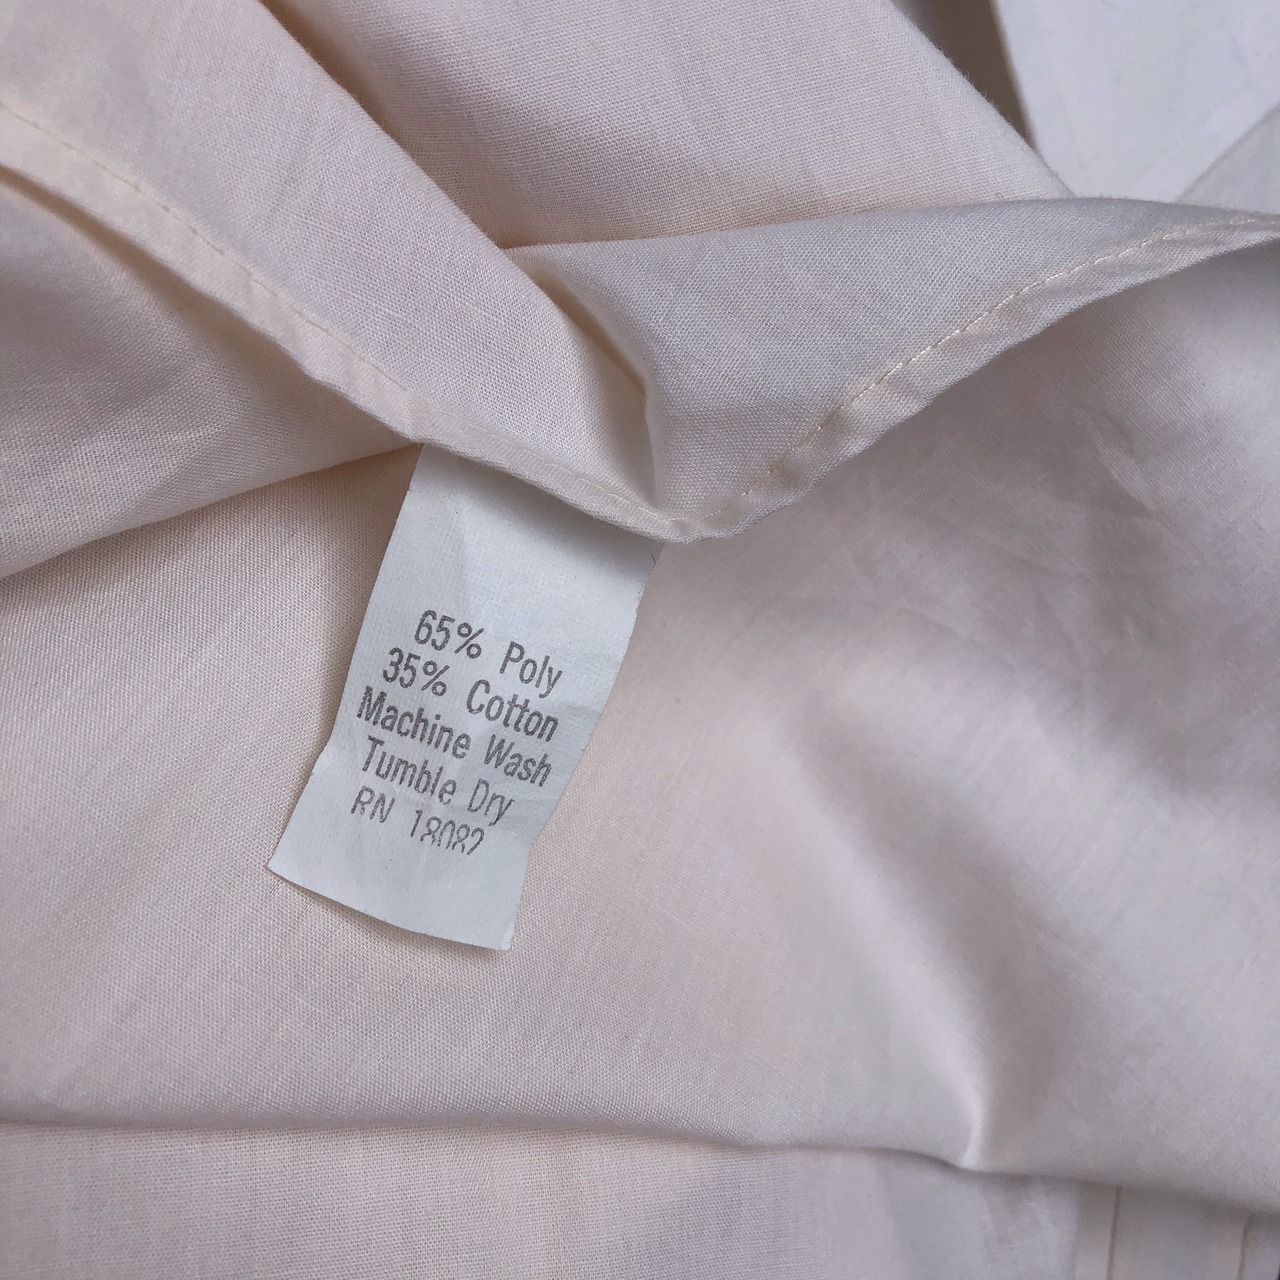 65% Poly
35% Cotton
Machine Wash
Tumble Dry
RN 18082